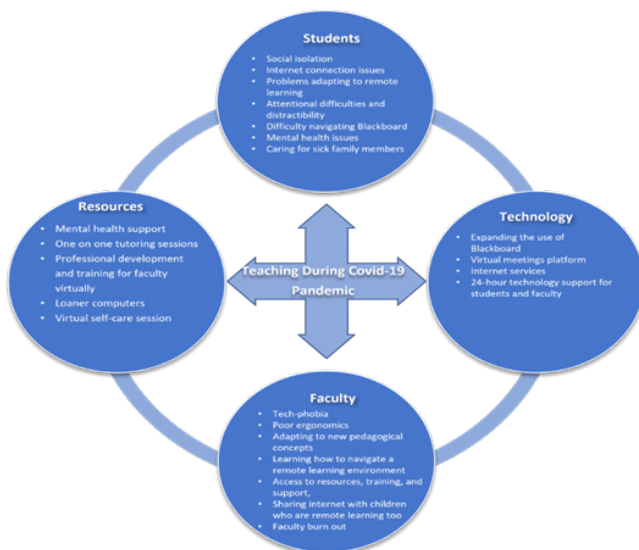 Students
• Social isolation
• Internet connection issues
• Problems adapting to remote
learning
• Attentional difficulties and
distractibility
• Difficulty navigating Blackboard
• Mental health issues
• Caring for sick family members
Resources
• Mental health support
• One on one tutoring sessions
• Professional development
and training for faculty
virtually
• Loaner computers
• Virtual self-care session
Teaching During Covid-19
Pandemic
Technology
• Expanding the use of
Blackboard
• Virtual meetings platform
• Internet services
• 24-hour technology support for
students and faculty
Faculty
• Tech-phobia
• Poor ergonomics
• Adapting to new pedagogical
concepts
• Learning how to navigate a
remote learning environment
• Access to resources, training, and
support,
• Sharing internet with children
who are remote learning too
• Faculty burn out